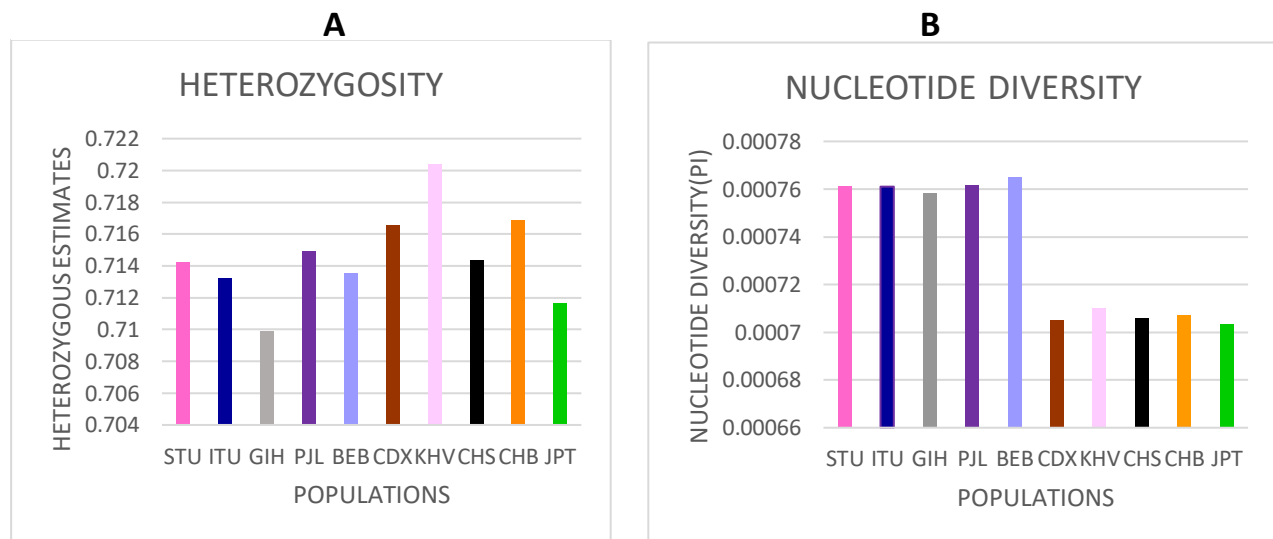 A
HETEROZYGOSITY
HETEROZYGOUS ESTIMATES
0.722
0.72
0.718
0.716
0.714
0.712
0.71
0.708
0.706
0.704
STU ITU GIH PJL BEB CDX KHV CHS CHB JPT
POPULATIONS
B
NUCLEOTIDE DIVERSITY
NUCLEOTIDE DIVERSITY(PI)
0.00078
0.00076
0.00074
0.00072
0.0007
0.00068
0.00066
STU ITU GIH PJL BEB CDX KHV CHS CHB JPT
POPULATIONS